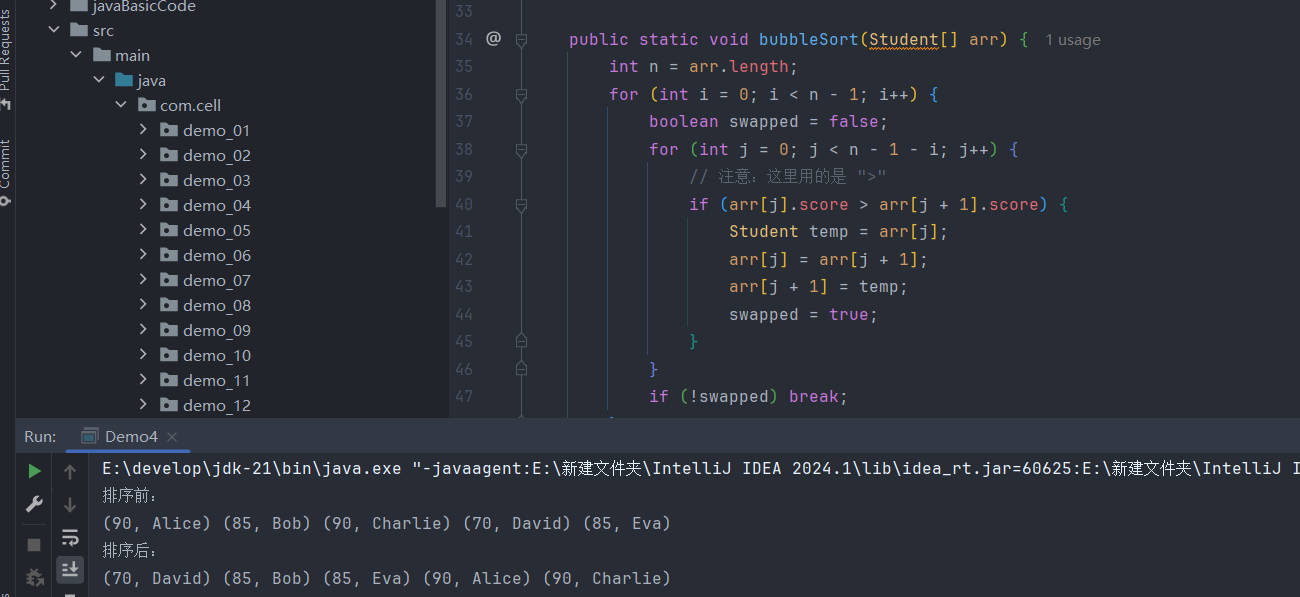 javaBasicCode
src
main
java
com.cell
demo_01
demo_02
demo_03
demo_04
demo_05
demo_06
demo_07
demo_08
demo_09
demo_10
demo_11
demo_12
Pull Requests
Commit
33
34 @ public static void bubbleSort(Student[] arr) { 1 usage
35 int n = arr.length;
36 for (int i = 0; i < n - 1; i++) {
37 boolean swapped = false;
38 for (int j = 0; j < n - 1 - i; j++) {
39 // 注意：这里用的是 ">"
40 if (arr[j].score > arr[j + 1].score) {
41 Student temp = arr[j];
42 arr[j] = arr[j + 1];
43 arr[j + 1] = temp;
44 swapped = true;
45 }
46 }
47 if (!swapped) break;
Run: Demo4
E:\develop\jdk-21\bin\java.exe "-javaagent:E:\新建文件夹\IntelliJ IDEA 2024.1\lib\idea_rt.jar=60625:E:\新建文件夹\IntelliJ I
排序前：
(90, Alice) (85, Bob) (90, Charlie) (70, David) (85, Eva)
排序后：
(70, David) (85, Bob) (85, Eva) (90, Alice) (90, Charlie)